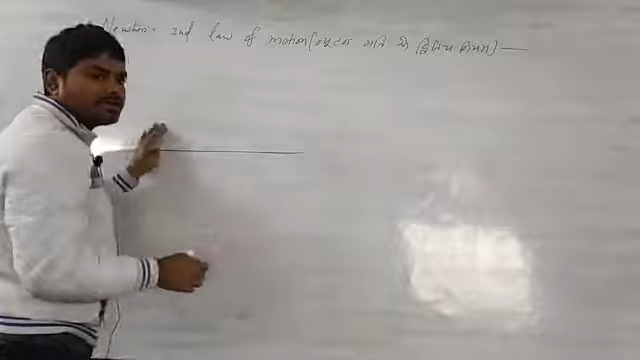 Newton's 2nd law of motion (न्यूटन गति के द्वितीय नियम) —